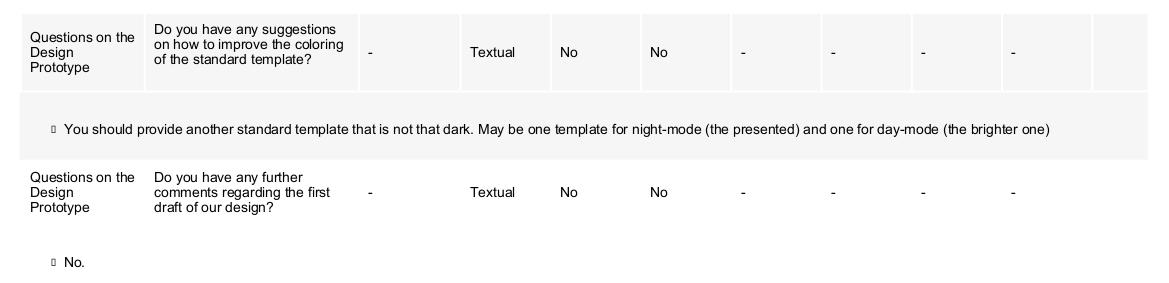 Questions on the Design Prototype
Do you have any suggestions on how to improve the coloring of the standard template?
-
Textual
No
No
-
-
-
-
You should provide another standard template that is not that dark. May be one template for night-mode (the presented) and one for day-mode (the brighter one)
Questions on the Design Prototype
Do you have any further comments regarding the first draft of our design?
-
Textual
No
No
-
-
-
-
No.